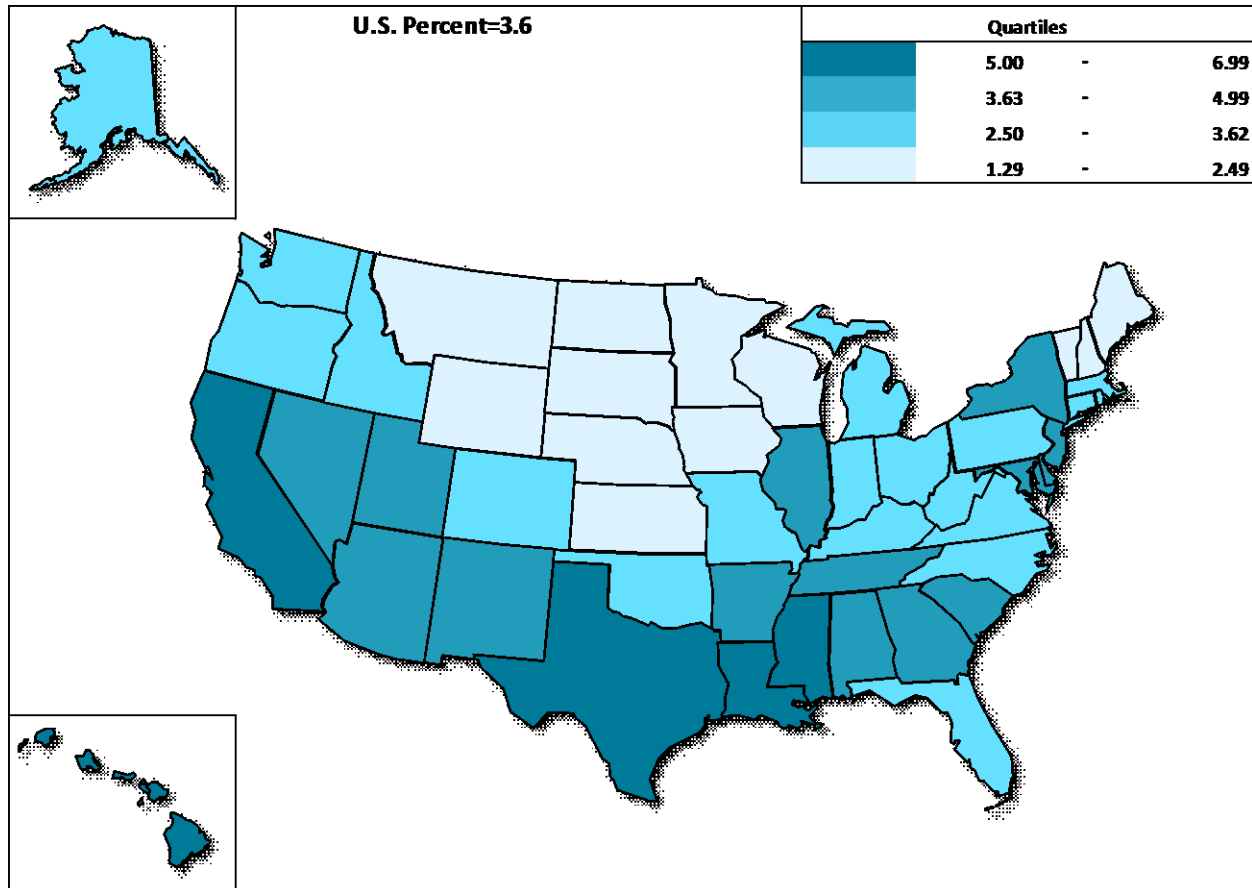 U.S. Percent=3.6
Quartiles
5.00 - 6.99
3.63 - 4.99
2.50 - 3.62
1.29 - 2.49